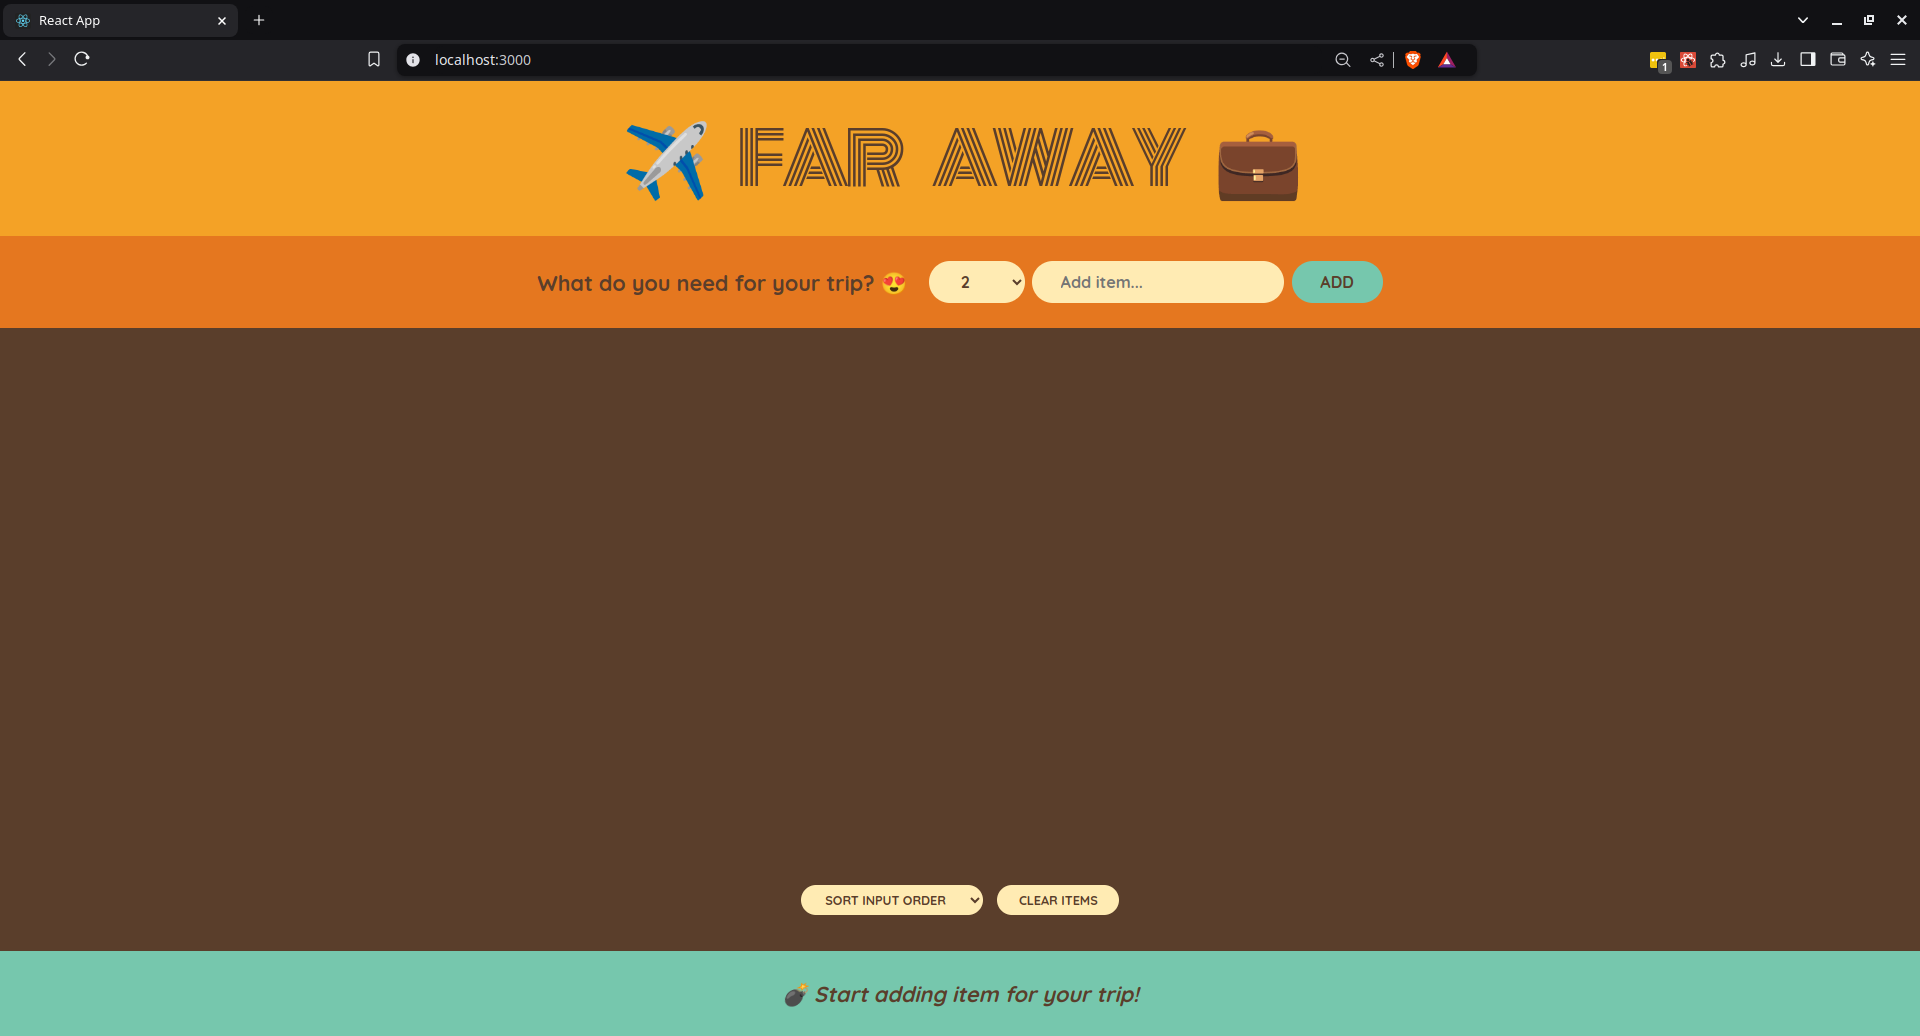 React App
localhost:3000
1
FAR AWAY
What do you need for your trip? 😍 2 Add item... ADD
SORT INPUT ORDER CLEAR ITEMS
💣 Start adding item for your trip!